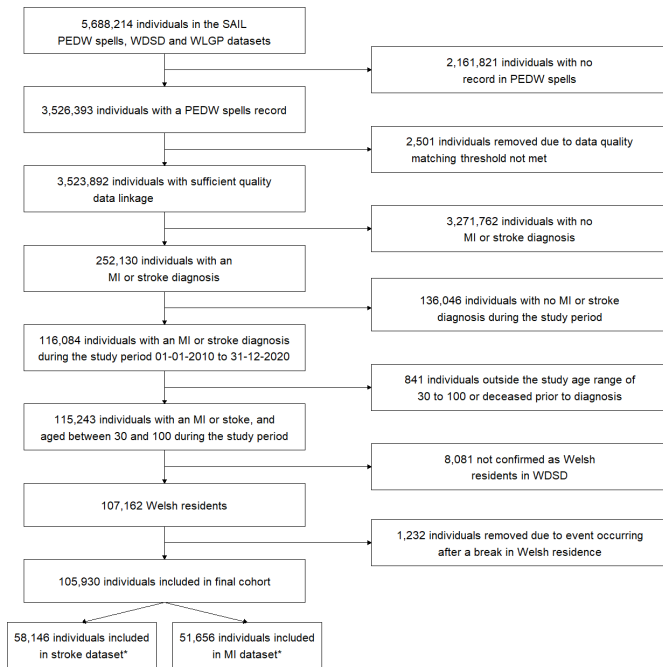 5,688,214 individuals in the SAIL
PEDW spells, WDSD and WLGP datasets
2,161,821 individuals with no
record in PEDW spells
3,526,393 individuals with a PEDW spells record
2,501 individuals removed due to data quality
matching threshold not met
3,523,892 individuals with sufficient quality
data linkage
3,271,762 individuals with no
MI or stroke diagnosis
252,130 individuals with an
MI or stroke diagnosis
136,046 individuals with no MI or stroke
diagnosis during the study period
116,084 individuals with an MI or stroke diagnosis
during the study period 01-01-2010 to 31-12-2020
841 individuals outside the study age range of
30 to 100 or deceased prior to diagnosis
115,243 individuals with an MI or stoke, and
aged between 30 and 100 during the study period
8,081 not confirmed as Welsh
residents in WDSD
107,162 Welsh residents
1,232 individuals removed due to event occurring
after a break in Welsh residence
105,930 individuals included in final cohort
58,146 individuals included
in stroke dataset*
51,656 individuals included
in MI dataset*